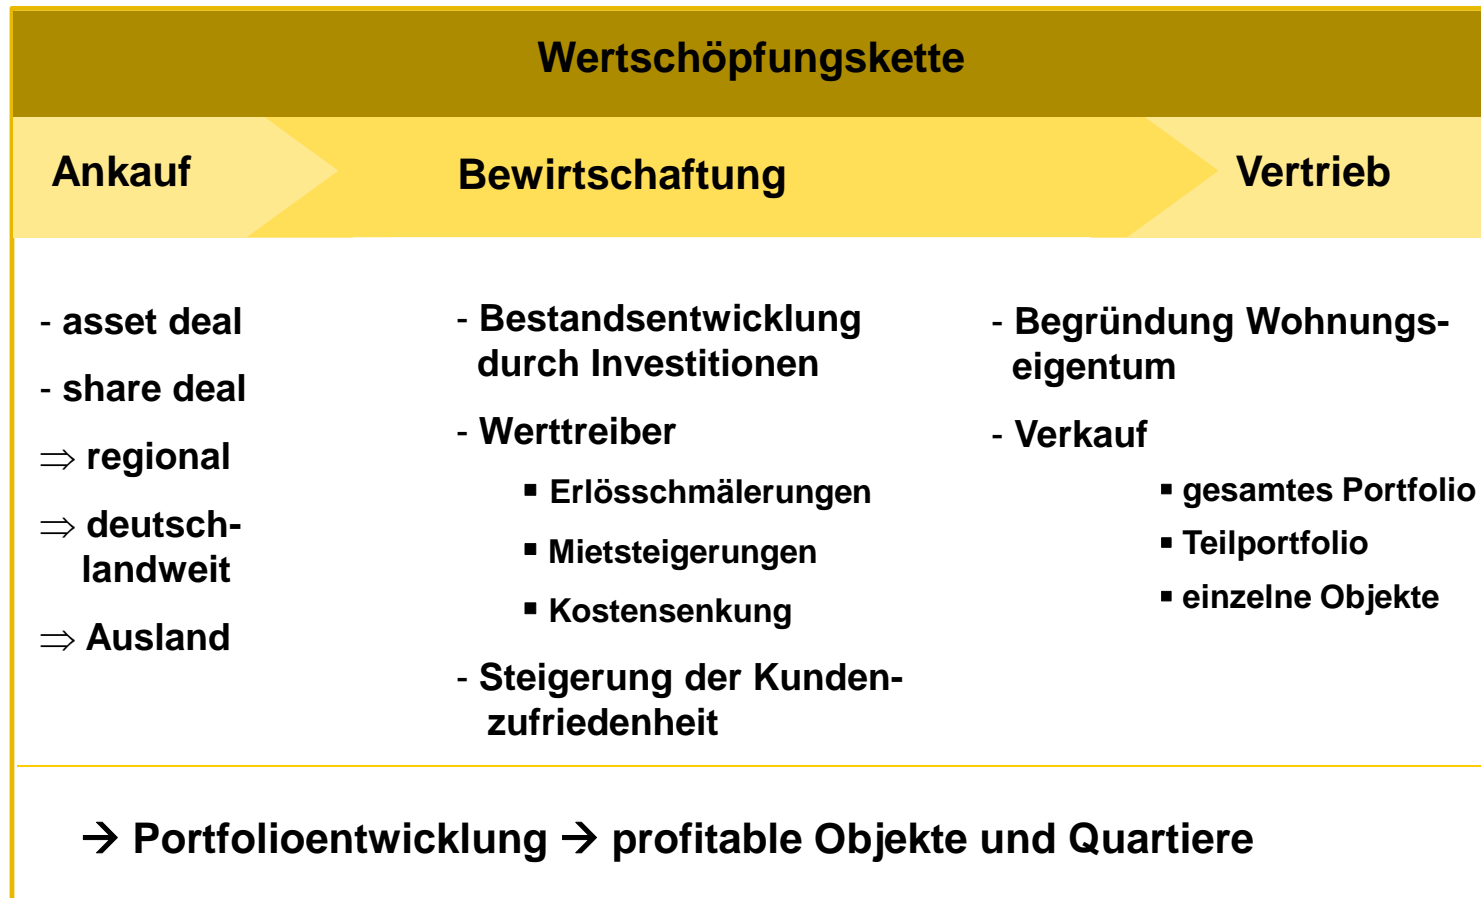 Wertschöpfungskette
Ankauf
Bewirtschaftung
Vertrieb
- asset deal
- share deal
⇒ regional
⇒ deutsch-
landweit
⇒ Ausland
- Bestandsentwicklung
durch Investitionen
- Werttreiber
▪ Erlösschmälerungen
▪ Mietsteigerungen
▪ Kostensenkung
- Steigerung der Kunden-
zufriedenheit
- Begründung Wohnungs-
eigentum
- Verkauf
▪ gesamtes Portfolio
▪ Teilportfolio
▪ einzelne Objekte
→ Portfolioentwicklung → profitable Objekte und Quartiere